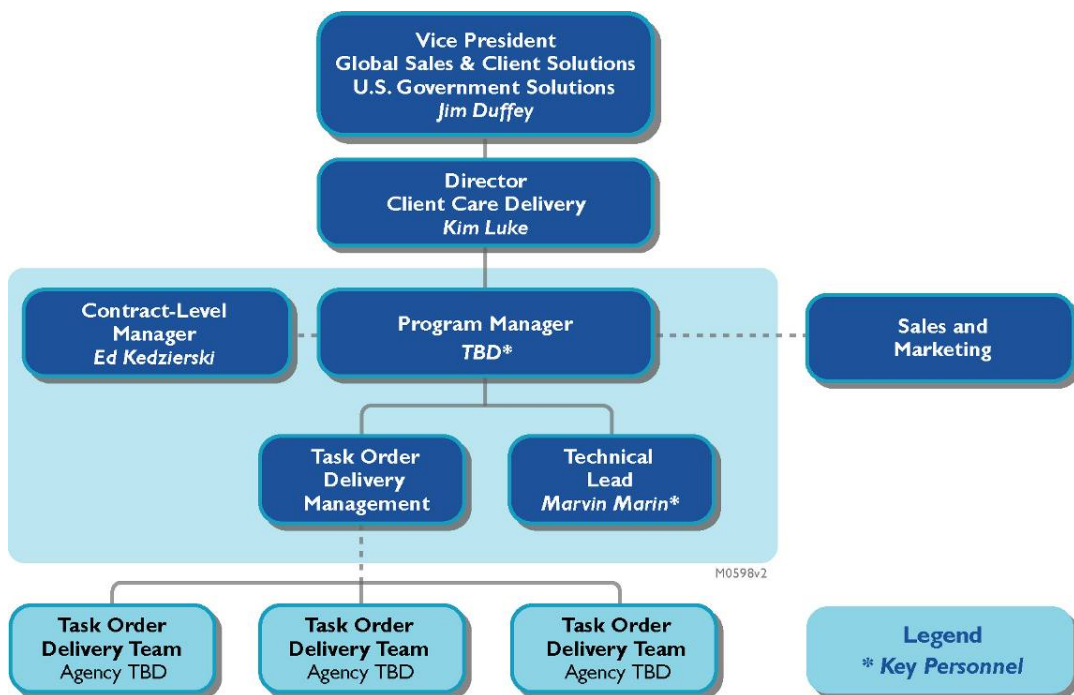 Vice President
Global Sales & Client Solutions
U.S. Government Solutions
Jim Duffey
Director
Client Care Delivery
Kim Luke
Contract-Level
Manager
Ed Kedzierski
Program Manager
TBD*
Sales and
Marketing
Task Order
Delivery
Management
Technical
Lead
Marvin Marin*
M0598v2
Task Order
Delivery Team
Agency TBD
Task Order
Delivery Team
Agency TBD
Task Order
Delivery Team
Agency TBD
Legend
* Key Personnel